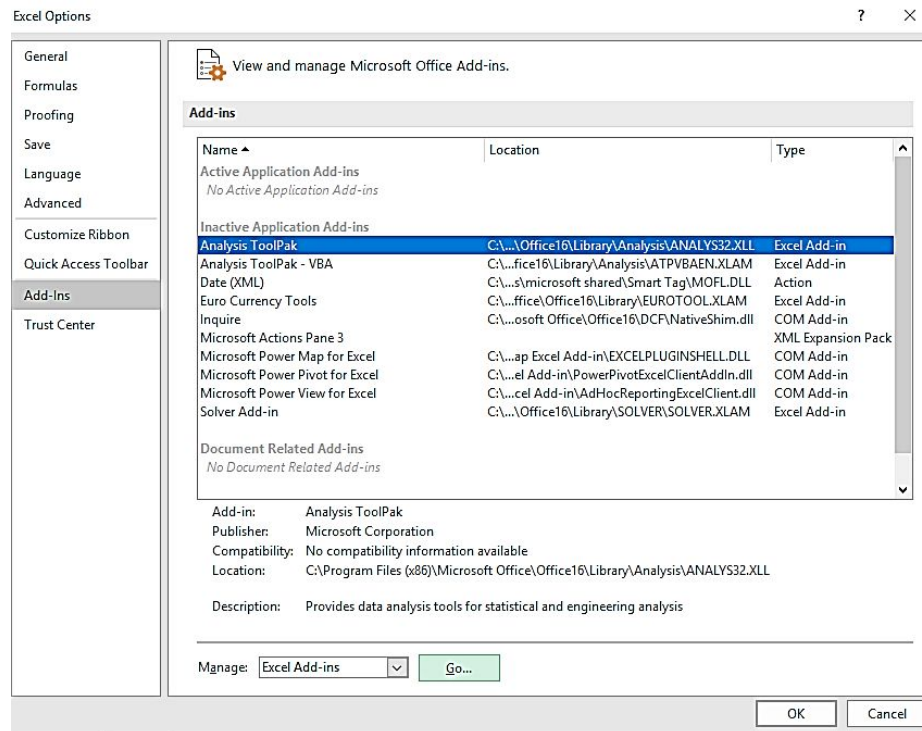 Excel Options ? ×
General
Formulas
Proofing
Save
Language
Advanced
Customize Ribbon
Quick Access Toolbar
Add-Ins
Trust Center
View and manage Microsoft Office Add-ins.
Add-ins
Name Location Type
Active Application Add-ins
No Active Application Add-ins
Inactive Application Add-ins
Analysis ToolPak C:\...\Office16\Library\Analysis\ANALYS32.XLL Excel Add-in
Analysis ToolPak - VBA C:\...fice16\Library\Analysis\ATPVBAEN.XLAM Excel Add-in
Date (XML) C:\...s\microsoft shared\Smart Tag\MOFL.DLL Action
Euro Currency Tools C:\...ffice\Office16\Library\EUROTOOL.XLAM Excel Add-in
Inquire C:\...osoft Office\Office16\DCF\NativeShim.dll COM Add-in
Microsoft Actions Pane 3 XML Expansion Pack
Microsoft Power Map for Excel C:\...ap Excel Add-in\EXCELPLUGINSHELL.DLL COM Add-in
Microsoft Power Pivot for Excel C:\...el Add-in\PowerPivotExcelClientAddIn.dll COM Add-in
Microsoft Power View for Excel C:\...cel Add-in\AdHocReportingExcelClient.dll COM Add-in
Solver Add-in C:\...\Office16\Library\SOLVER\SOLVER.XLAM Excel Add-in
Document Related Add-ins
No Document Related Add-ins
Add-in: Analysis ToolPak
Publisher: Microsoft Corporation
Compatibility: No compatibility information available
Location: C:\Program Files (x86)\Microsoft Office\Office16\Library\Analysis\ANALYS32.XLL
Description: Provides data analysis tools for statistical and engineering analysis
Manage: Excel Add-ins Go...
OK Cancel